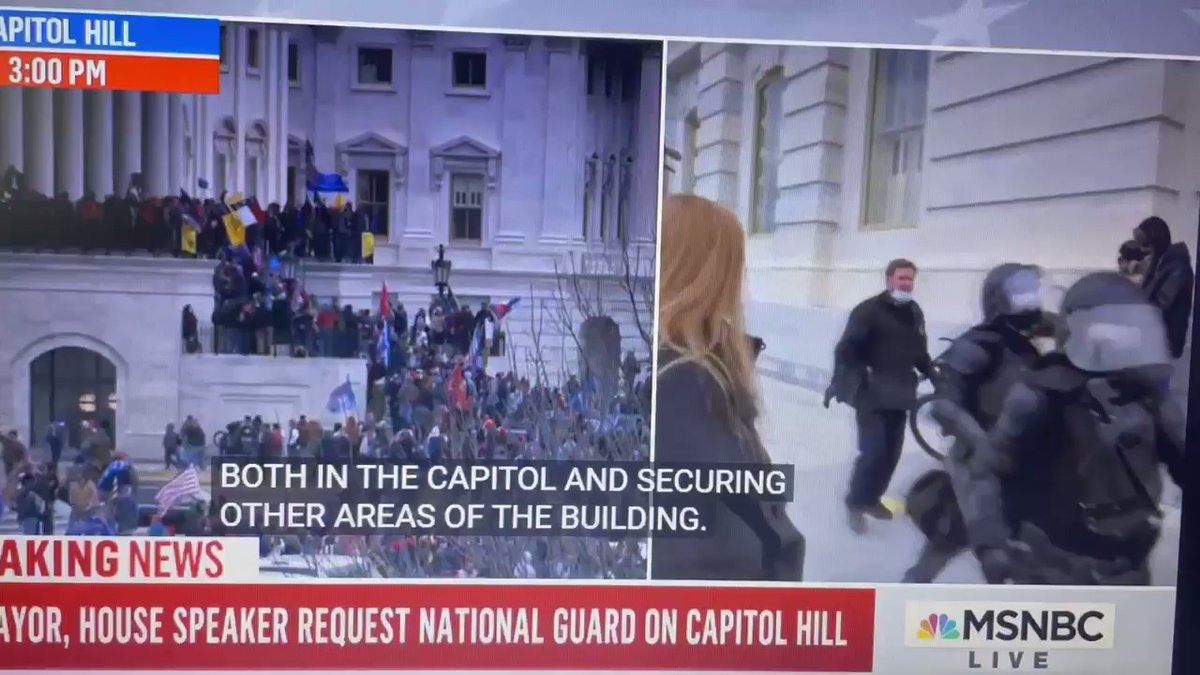 APITOL HILL
3:00 PM
BOTH IN THE CAPITOL AND SECURING
OTHER AREAS OF THE BUILDING.
AKING NEWS
AYOR, HOUSE SPEAKER REQUEST NATIONAL GUARD ON CAPITOL HILL
MSNBC
LIVE